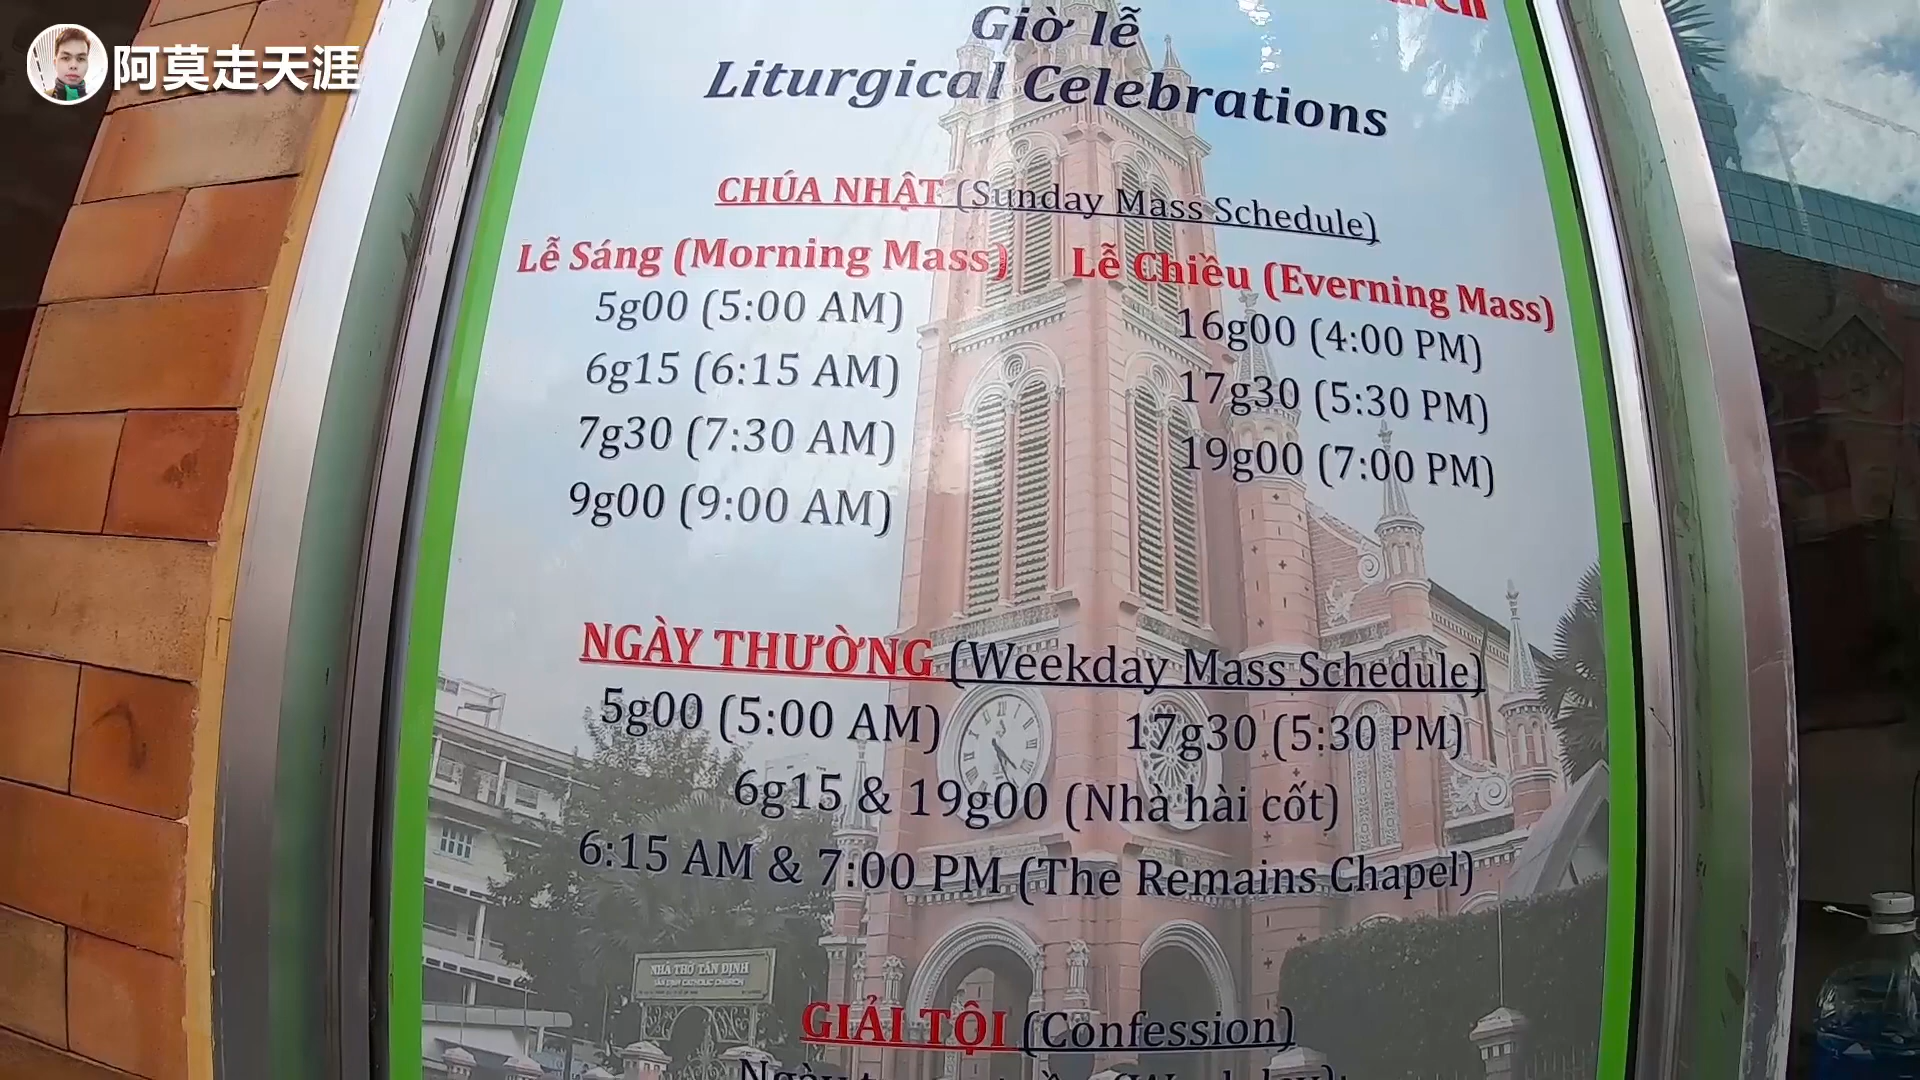 阿莫走天涯
Giờ lễ
Liturgical Celebrations
CHÚA NHẬT (Sunday Mass Schedule)
Lễ Sáng (Morning Mass) Lễ Chiều (Everning Mass)
5g00 (5:00 AM) 16g00 (4:00 PM)
6g15 (6:15 AM) 17g30 (5:30 PM)
7g30 (7:30 AM) 19g00 (7:00 PM)
9g00 (9:00 AM)
NGÀY THƯỜNG (Weekday Mass Schedule)
5g00 (5:00 AM) 17g30 (5:30 PM)
6g15 & 19g00 (Nhà hài cốt)
6:15 AM & 7:00 PM (The Remains Chapel)
NHÀ THỜ TÂN ĐỊNH
TAN DINH CATHOLIC CHURCH
GIẢI TỘI (Confession)